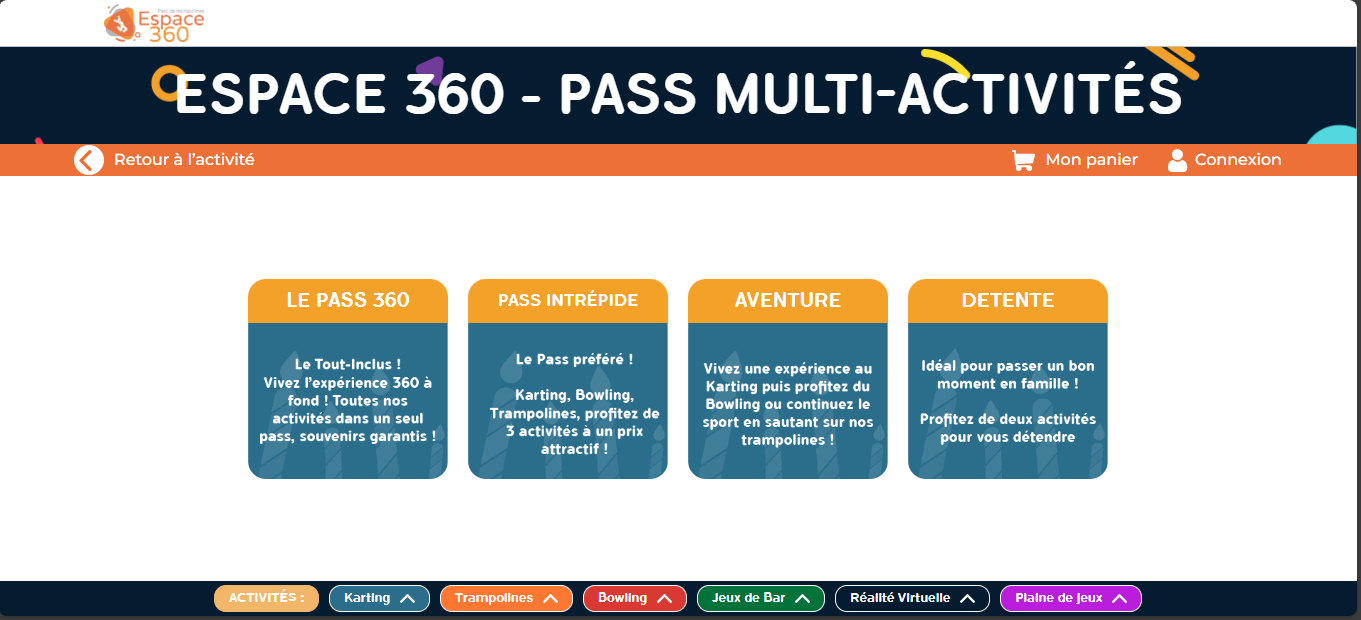 Parc de trampolines
Espace
360
ESPACE 360 - PASS MULTI-ACTIVITÉS
Retour à l'activité
Mon panier
Connexion
LE PASS 360
Le Tout-Inclus !
Vivez l'expérience 360 à
fond ! Toutes nos
activités dans un seul
pass, souvenirs garantis !
PASS INTRÉPIDE
Le Pass préféré !
Karting, Bowling,
Trampolines, profitez de
3 activités à un prix
attractif !
AVENTURE
Vivez une expérience au
Karting puis profitez du
Bowling ou continuez le
sport en sautant sur nos
trampolines !
DETENTE
Idéal pour passer un bon
moment en famille !
Profitez de deux activités
pour vous détendre
ACTIVITÉS :
Karting
Trampolines
Bowling
Jeux de Bar
Réalité Virtuelle
Plaine de jeux